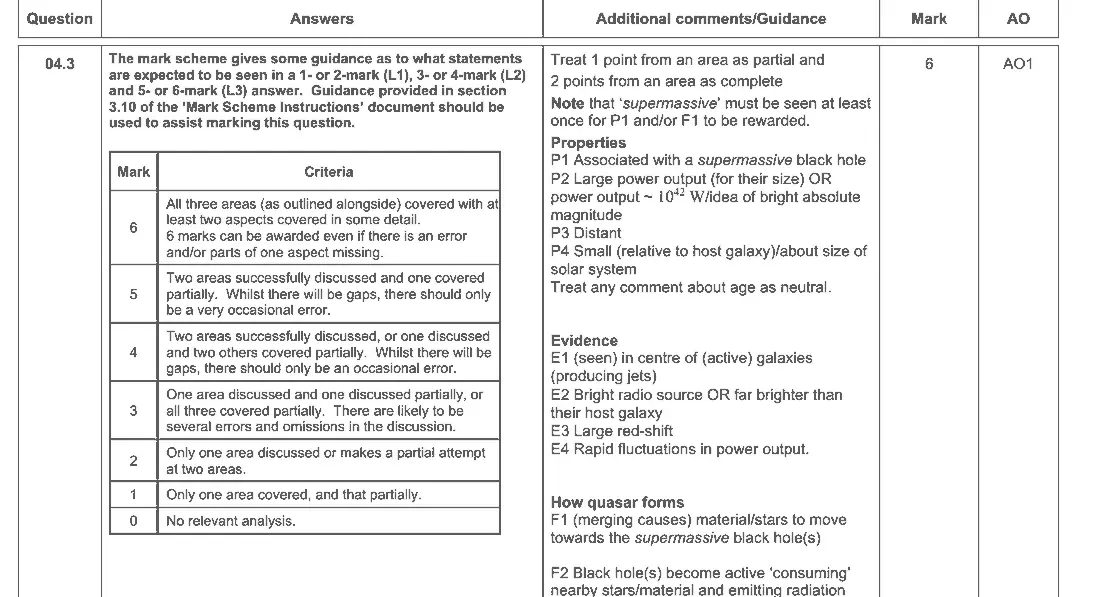 Question Answers Additional comments/Guidance Mark AO
04.3
The mark scheme gives some guidance as to what statements
are expected to be seen in a 1- or 2-mark (L1), 3- or 4-mark (L2)
and 5- or 6-mark (L3) answer. Guidance provided in section
3.10 of the 'Mark Scheme Instructions' document should be
used to assist marking this question.
Mark Criteria
6
All three areas (as outlined alongside) covered with at
least two aspects covered in some detail.
6 marks can be awarded even if there is an error
and/or parts of one aspect missing.
5
Two areas successfully discussed and one covered
partially. Whilst there will be gaps, there should only
be a very occasional error.
4
Two areas successfully discussed, or one discussed
and two others covered partially. Whilst there will be
gaps, there should only be an occasional error.
3
One area discussed and one discussed partially, or
all three covered partially. There are likely to be
several errors and omissions in the discussion.
2
Only one area discussed or makes a partial attempt
at two areas.
1 Only one area covered, and that partially.
0 No relevant analysis.
Treat 1 point from an area as partial and
2 points from an area as complete
Note that 'supermassive' must be seen at least
once for P1 and/or F1 to be rewarded.
Properties
P1 Associated with a supermassive black hole
P2 Large power output (for their size) OR
power output ~ 10⁴² W/idea of bright absolute
magnitude
P3 Distant
P4 Small (relative to host galaxy)/about size of
solar system
Treat any comment about age as neutral.
Evidence
E1 (seen) in centre of (active) galaxies
(producing jets)
E2 Bright radio source OR far brighter than
their host galaxy
E3 Large red-shift
E4 Rapid fluctuations in power output.
How quasar forms
F1 (merging causes) material/stars to move
towards the supermassive black hole(s)
F2 Black hole(s) become active 'consuming'
nearby stars/material and emitting radiation
6
AO1